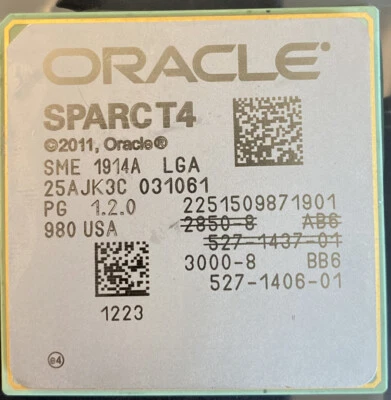 ORACLE®
SPARC T4
©2011, Oracle®
SME 1914A LGA
25AJK3C 031061
PG 1.2.0 2251509871901
980 USA 2850-8 AB6
527-1437-01
3000-8 BB6
527-1406-01
1223
e4